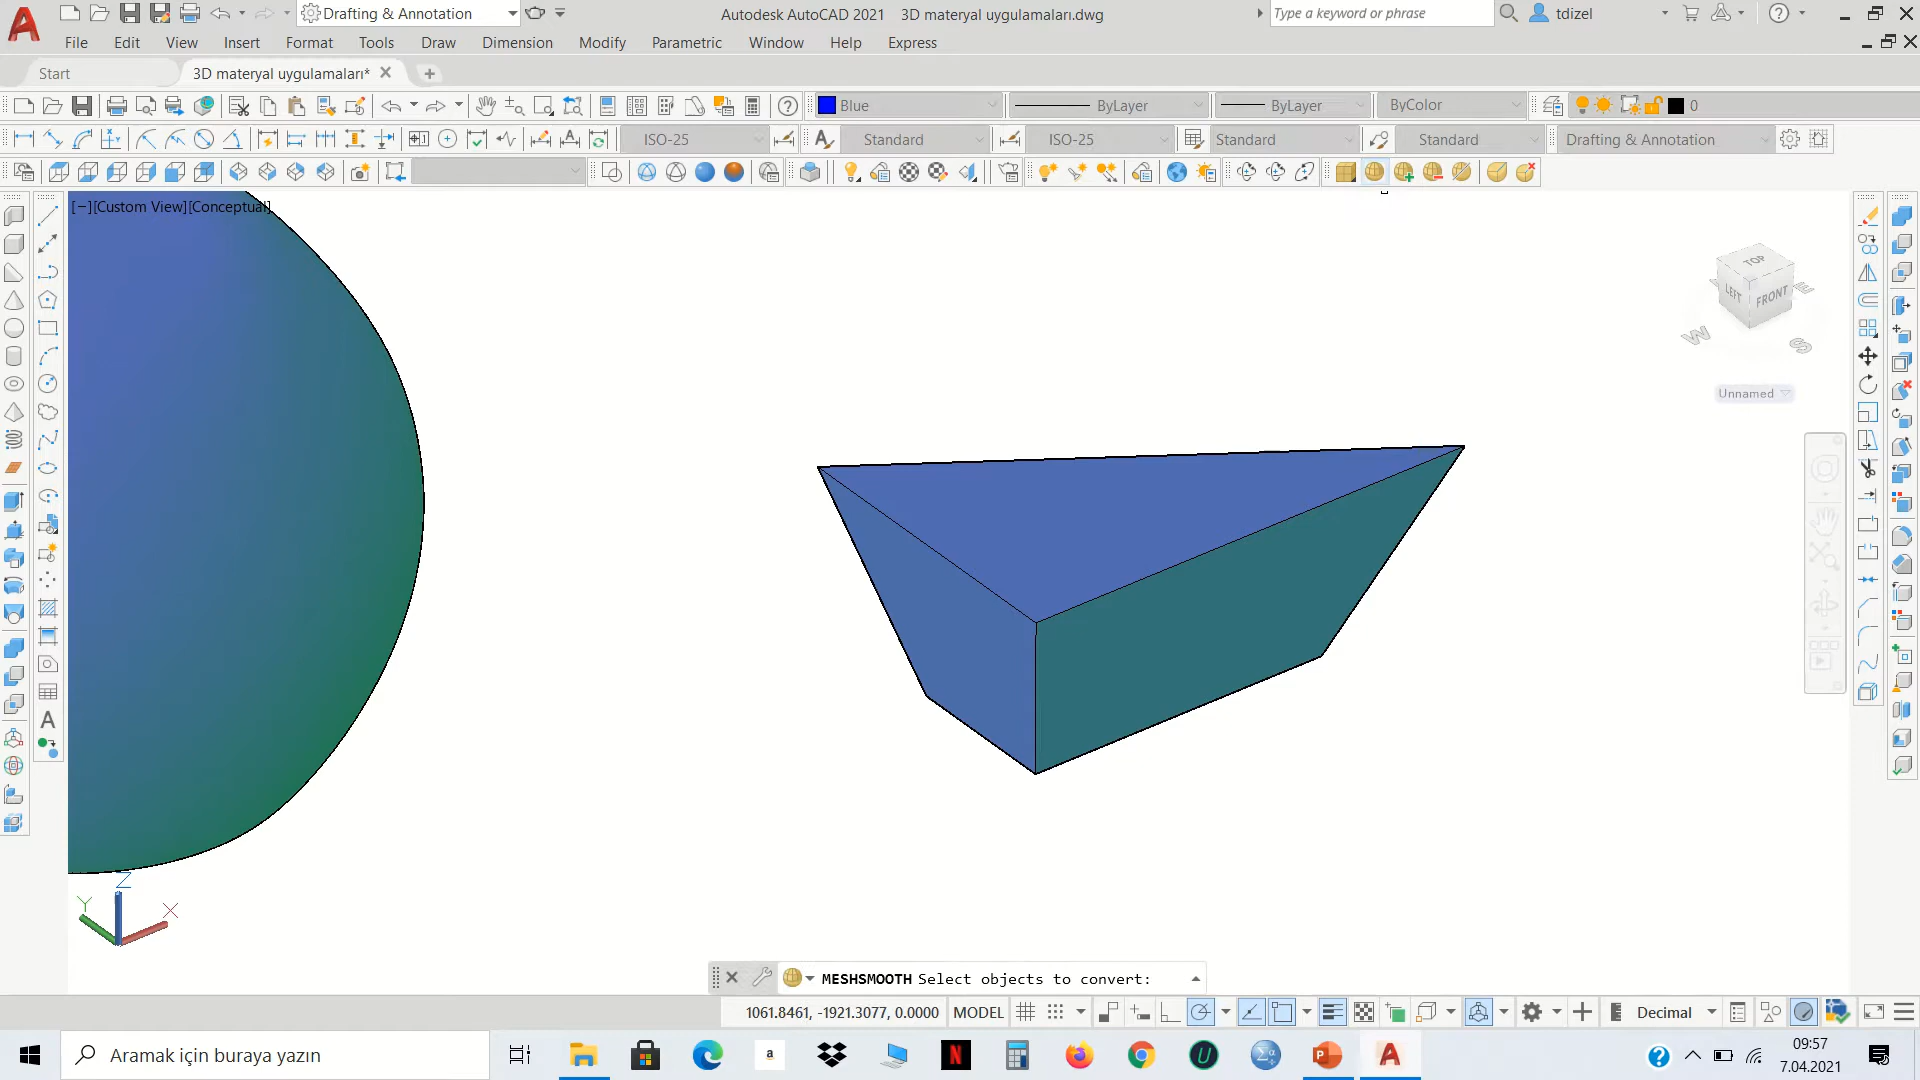 Drafting & Annotation
Autodesk AutoCAD 2021   3D materyal uygulamaları.dwg
Type a keyword or phrase
tdizel
File Edit View Insert Format Tools Draw Dimension Modify Parametric Window Help Express
Start
3D materyal uygulamaları*
Blue
ByLayer
ByLayer
ByColor
0
ISO-25
Standard
ISO-25
Standard
Standard
Drafting & Annotation
[−][Custom View][Conceptual]
TOP
LEFT
FRONT
E
W
S
Unnamed
Z
Y
X
MESHSMOOTH Select objects to convert:
1061.8461, -1921.3077, 0.0000
MODEL
Decimal
Aramak için buraya yazın
09:57
7.04.2021